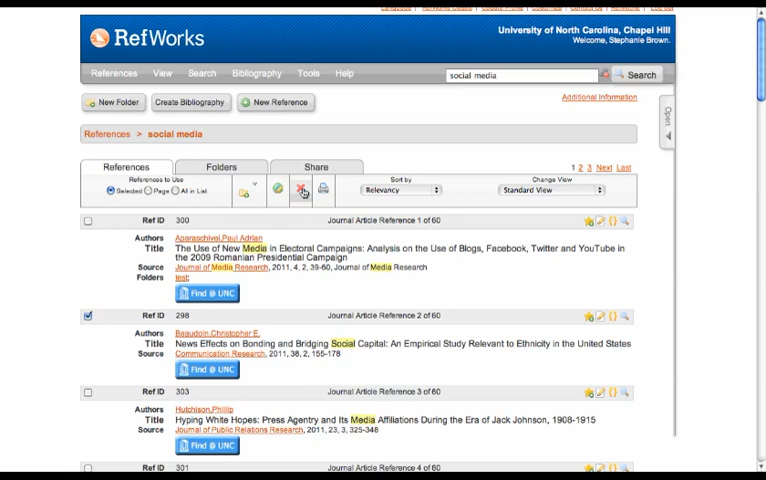 RefWorks
University of North Carolina, Chapel Hill
Welcome, Stephanie Brown.
References View Search Bibliography Tools Help social media Search
New Folder Create Bibliography New Reference Additional Information
Open
References > social media
References Folders Share 1 2 3 Next Last
References to Use Sort by Change View
Selected Page All in List Relevancy Standard View
Ref ID 300 Journal Article Reference 1 of 60
Authors Aparaschivei,Paul Adrian
Title The Use of New Media in Electoral Campaigns: Analysis on the Use of Blogs, Facebook, Twitter and YouTube in
the 2009 Romanian Presidential Campaign
Source Journal of Media Research, 2011, 4, 2, 39-60, Journal of Media Research
Folders test;
Find @ UNC
Ref ID 298 Journal Article Reference 2 of 60
Authors Beaudoin,Christopher E.
Title News Effects on Bonding and Bridging Social Capital: An Empirical Study Relevant to Ethnicity in the United States
Source Communication Research, 2011, 38, 2, 155-178
Find @ UNC
Ref ID 303 Journal Article Reference 3 of 60
Authors Hutchison,Phillip
Title Hyping White Hopes: Press Agentry and Its Media Affiliations During the Era of Jack Johnson, 1908-1915
Source Journal of Public Relations Research, 2011, 23, 3, 325-348
Find @ UNC
Ref ID 301 Journal Article Reference 4 of 60